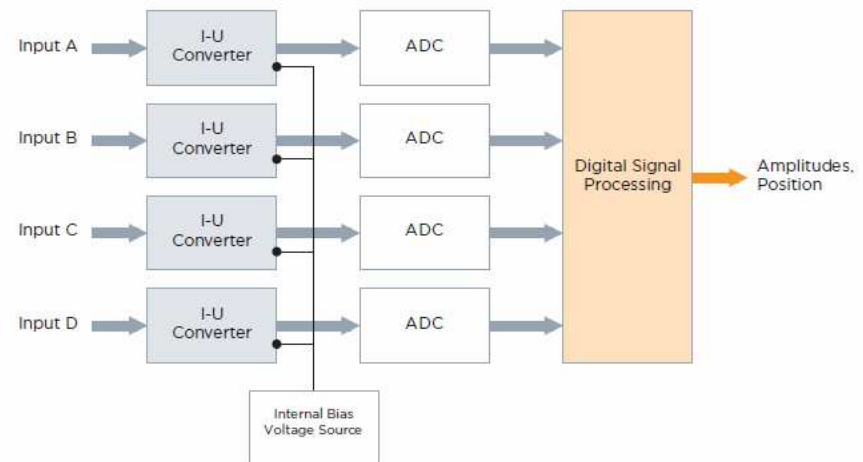 Input A
I-U
Converter
ADC
Input B
I-U
Converter
ADC
Input C
I-U
Converter
ADC
Input D
I-U
Converter
ADC
Digital Signal
Processing
Amplitudes,
Position
Internal Bias
Voltage Source